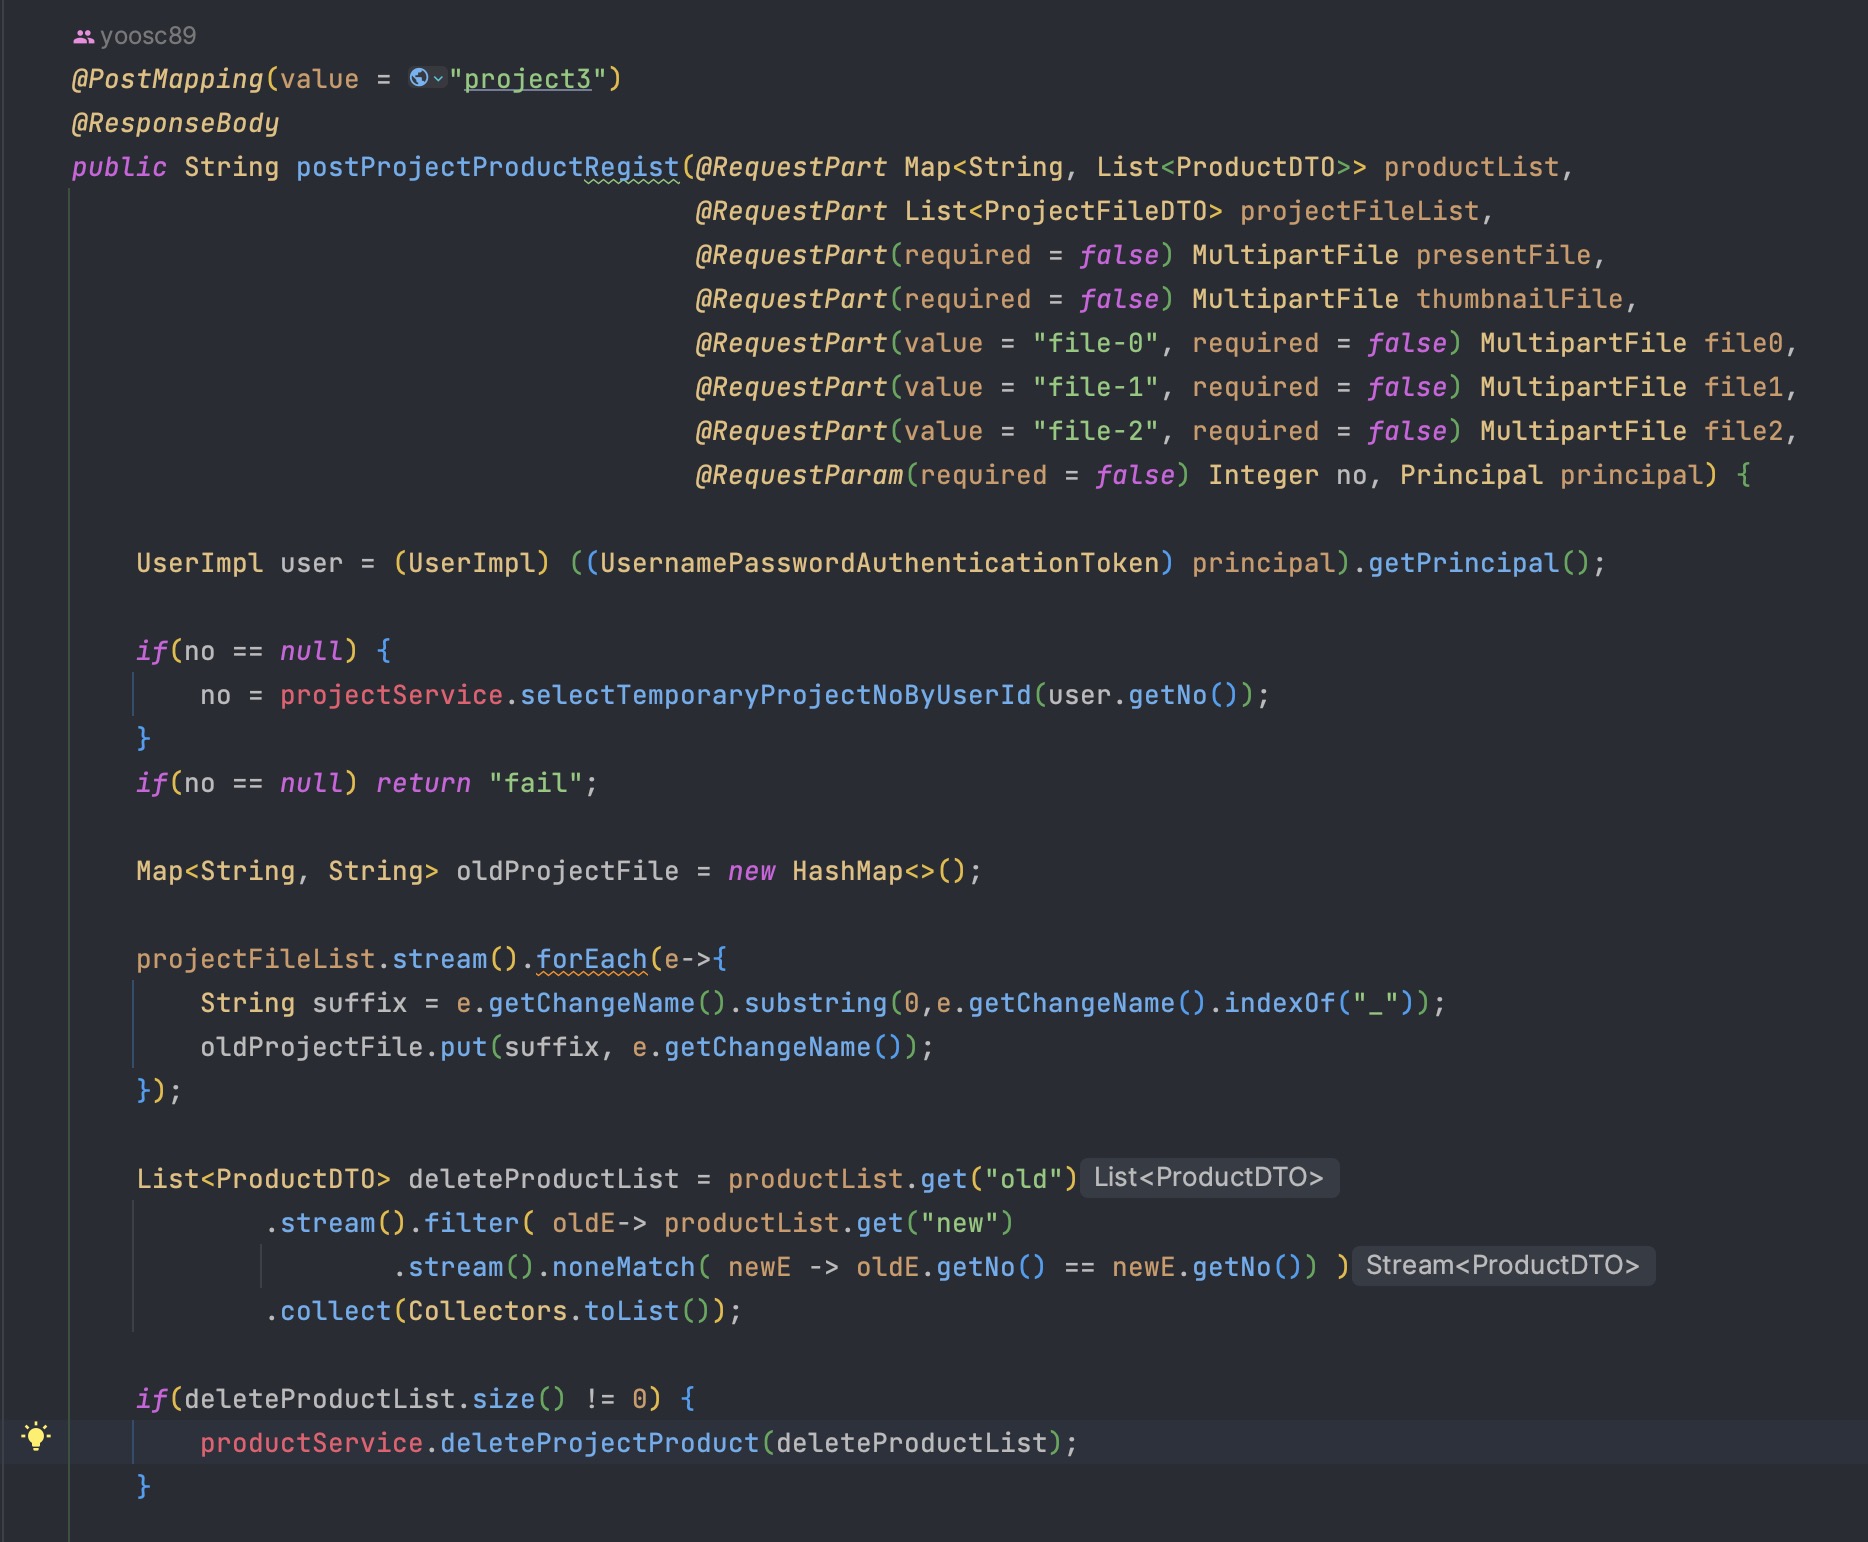 yoosc89
@PostMapping(value = "project3")
@ResponseBody
public String postProjectProductRegist(@RequestPart Map<String, List<ProductDTO>> productList,
@RequestPart List<ProjectFileDTO> projectFileList,
@RequestPart(required = false) MultipartFile presentFile,
@RequestPart(required = false) MultipartFile thumbnailFile,
@RequestPart(value = "file-0", required = false) MultipartFile file0,
@RequestPart(value = "file-1", required = false) MultipartFile file1,
@RequestPart(value = "file-2", required = false) MultipartFile file2,
@RequestParam(required = false) Integer no, Principal principal) {
UserImpl user = (UserImpl) ((UsernamePasswordAuthenticationToken) principal).getPrincipal();
if(no == null) {
no = projectService.selectTemporaryProjectNoByUserId(user.getNo());
}
if(no == null) return "fail";
Map<String, String> oldProjectFile = new HashMap<>();
projectFileList.stream().forEach(e->{
String suffix = e.getChangeName().substring(0,e.getChangeName().indexOf("_"));
oldProjectFile.put(suffix, e.getChangeName());
});
List<ProductDTO> deleteProductList = productList.get("old") List<ProductDTO>
.stream().filter( oldE-> productList.get("new")
.stream().noneMatch( newE -> oldE.getNo() == newE.getNo()) ) Stream<ProductDTO>
.collect(Collectors.toList());
if(deleteProductList.size() != 0) {
productService.deleteProjectProduct(deleteProductList);
}